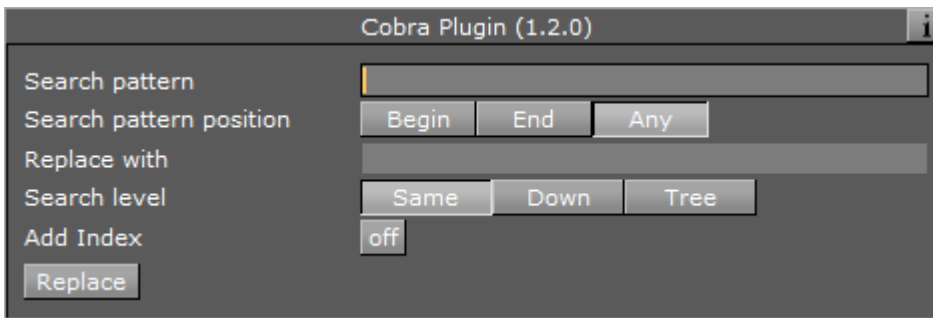 Cobra Plugin (1.2.0) i
Search pattern
Search pattern position Begin End Any
Replace with
Search level Same Down Tree
Add Index off
Replace